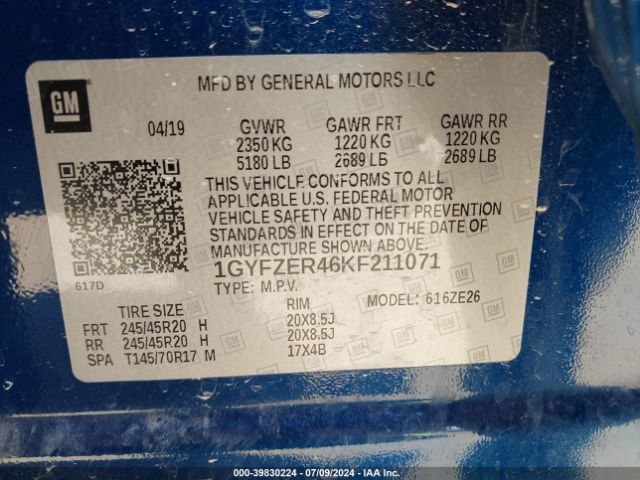 GM
MFD BY GENERAL MOTORS LLC
04/19 GVWR GAWR FRT GAWR RR
2350 KG 1220 KG 1220 KG
5180 LB 2689 LB 2689 LB
THIS VEHICLE CONFORMS TO ALL
APPLICABLE U.S. FEDERAL MOTOR
VEHICLE SAFETY AND THEFT PREVENTION
STANDARDS IN EFFECT ON THE DATE OF
MANUFACTURE SHOWN ABOVE.
617D 1GYFZER46KF211071
TYPE: M.P.V. MODEL: 616ZE26
TIRE SIZE RIM
FRT 245/45R20 H 20X8.5J
RR 245/45R20 H 20X8.5J
SPA T145/70R17 M 17X4B
000-39830224 - 07/09/2024 - IAA Inc.